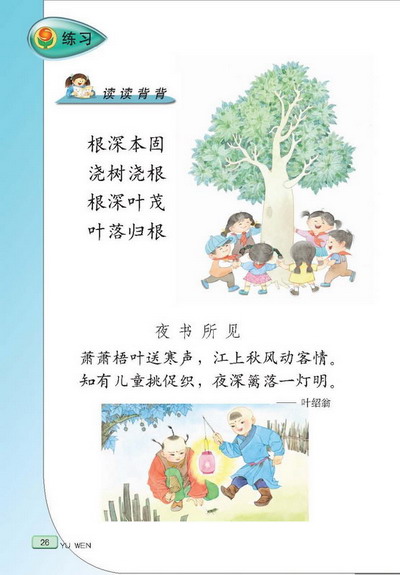 练习
读读背背
根深本固
浇树浇根
根深叶茂
叶落归根
夜书所见
萧萧梧叶送寒声，江上秋风动客情。
知有儿童挑促织，夜深篱落一灯明。
—— 叶绍翁
26 YU WEN